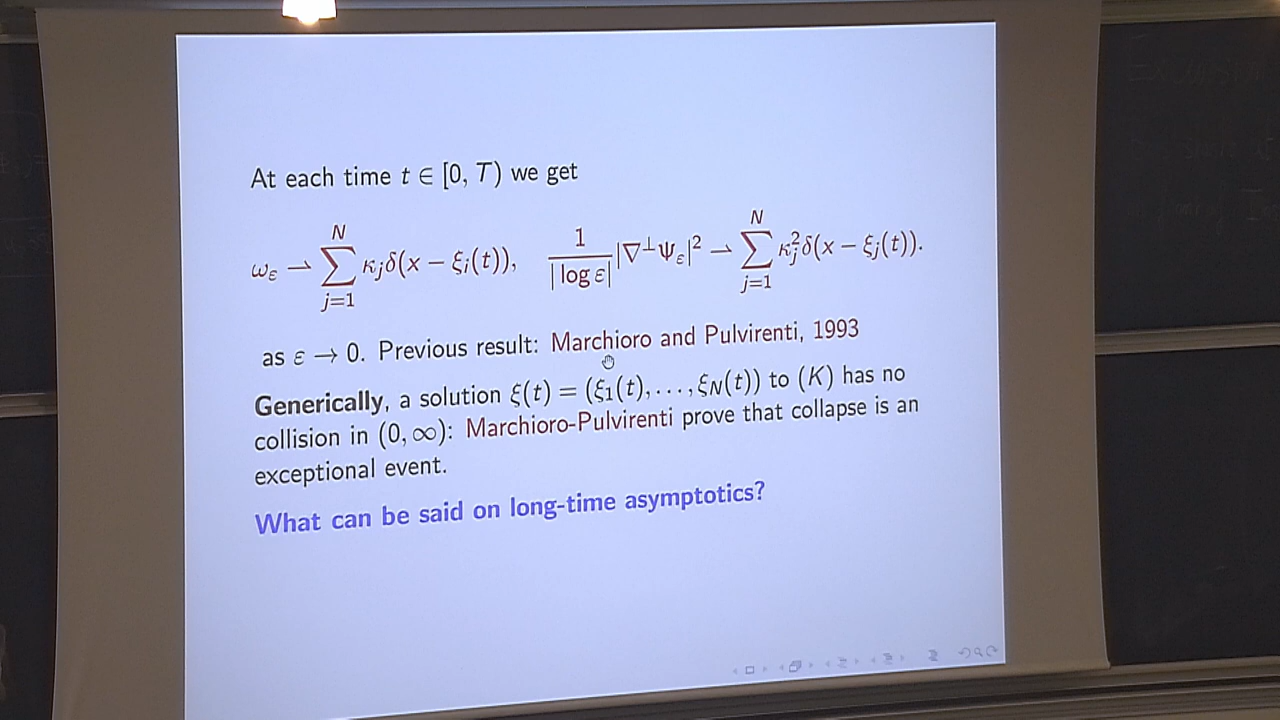 At each time t ∈ [0, T) we get
ω_ε ⇀ ∑_{j=1}^{N} κ_j δ(x − ξ_i(t)), 1/|log ε| |∇^⊥ Ψ_ε|^2 ⇀ ∑_{j=1}^{N} κ_j^2 δ(x − ξ_j(t)).
as ε → 0. Previous result: Marchioro and Pulvirenti, 1993
Generically, a solution ξ(t) = (ξ_1(t), . . . , ξ_N(t)) to (K) has no
collision in (0, ∞): Marchioro-Pulvirenti prove that collapse is an
exceptional event.
What can be said on long-time asymptotics?